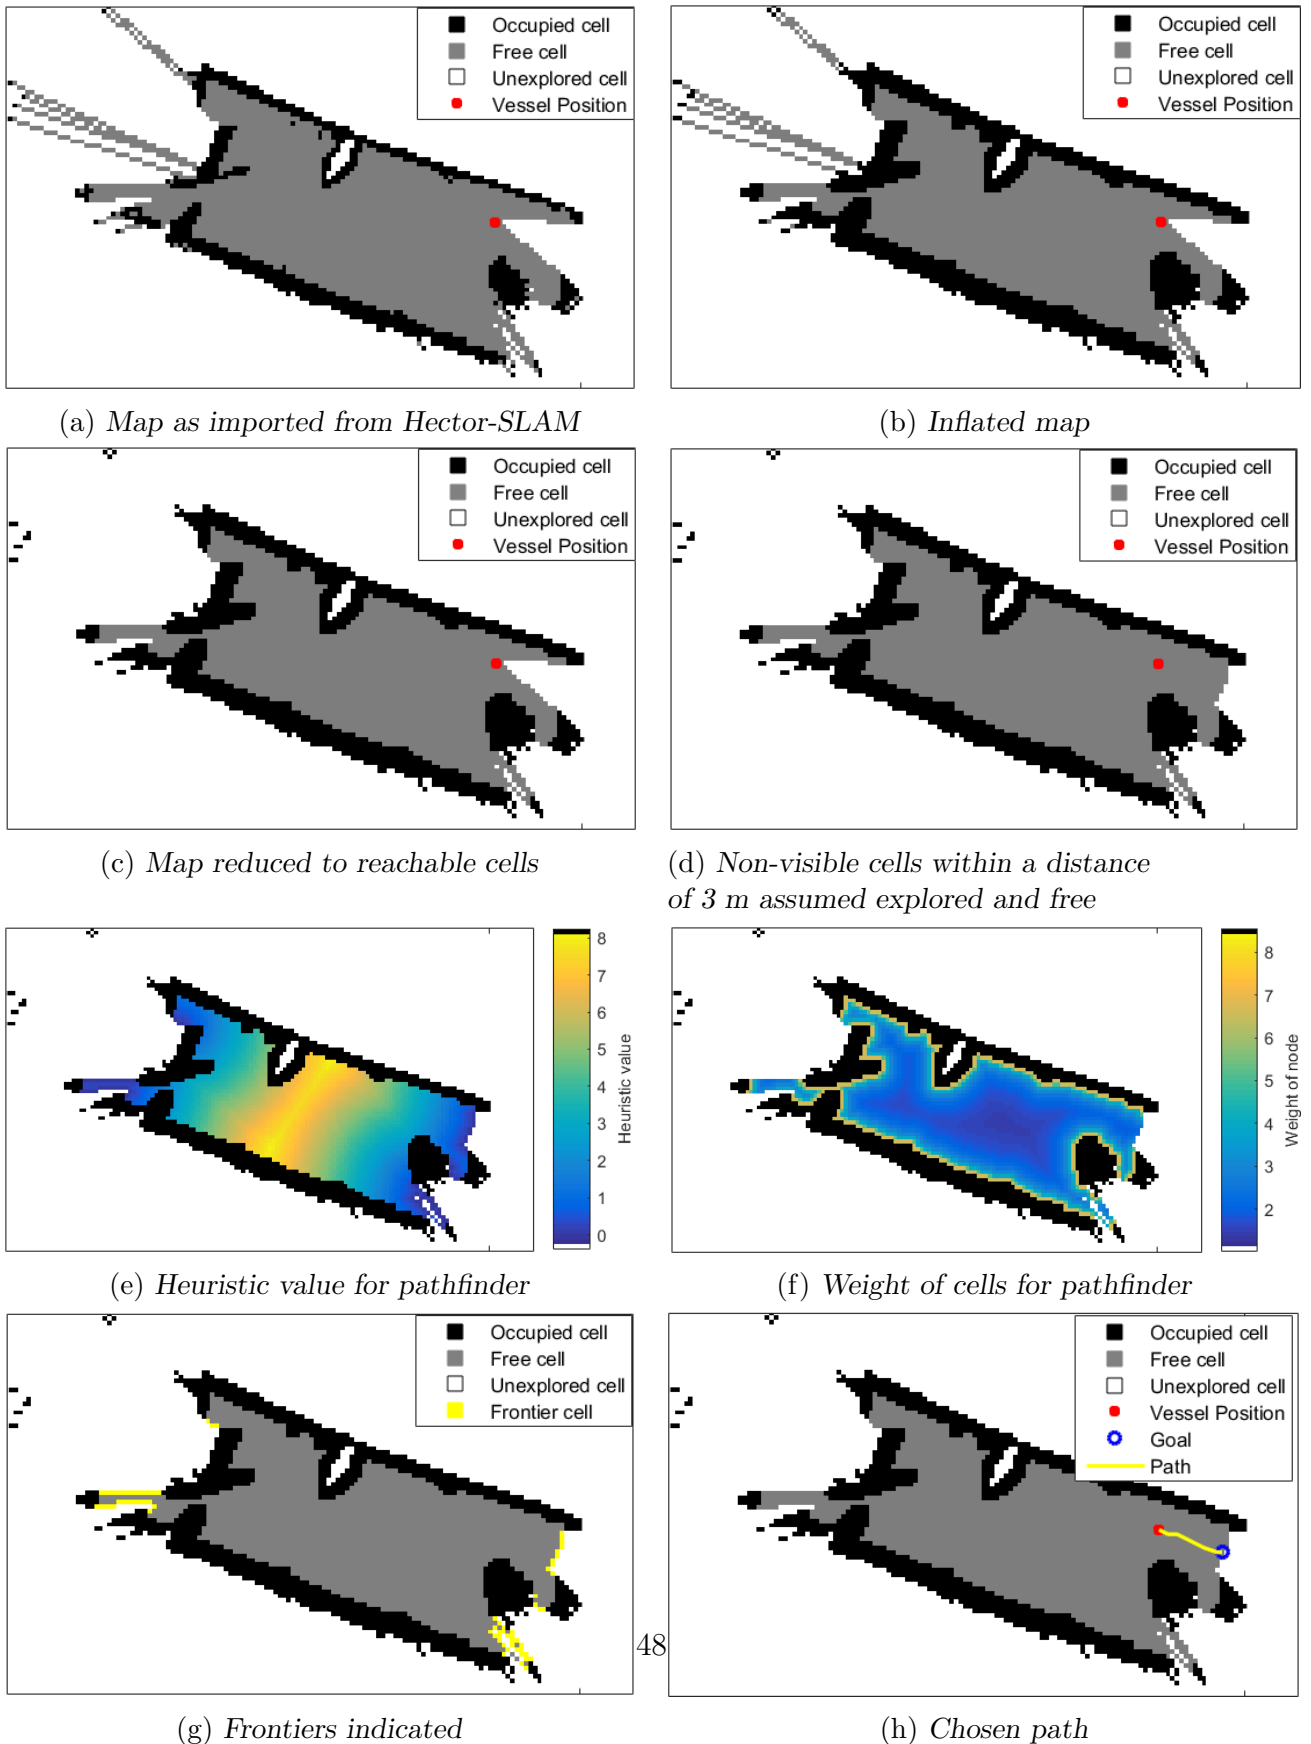 Occupied cell
Free cell
Unexplored cell
Vessel Position
Occupied cell
Free cell
Unexplored cell
Vessel Position
(a) Map as imported from Hector-SLAM
(b) Inflated map
Occupied cell
Free cell
Unexplored cell
Vessel Position
Occupied cell
Free cell
Unexplored cell
Vessel Position
(c) Map reduced to reachable cells
(d) Non-visible cells within a distance
of 3 m assumed explored and free
8
7
6
5
4
3
2
1
0
Heuristic value
8
7
6
5
4
3
2
Weight of node
(e) Heuristic value for pathfinder
(f) Weight of cells for pathfinder
Occupied cell
Free cell
Unexplored cell
Frontier cell
Occupied cell
Free cell
Unexplored cell
Vessel Position
Goal
Path
48
(g) Frontiers indicated
(h) Chosen path